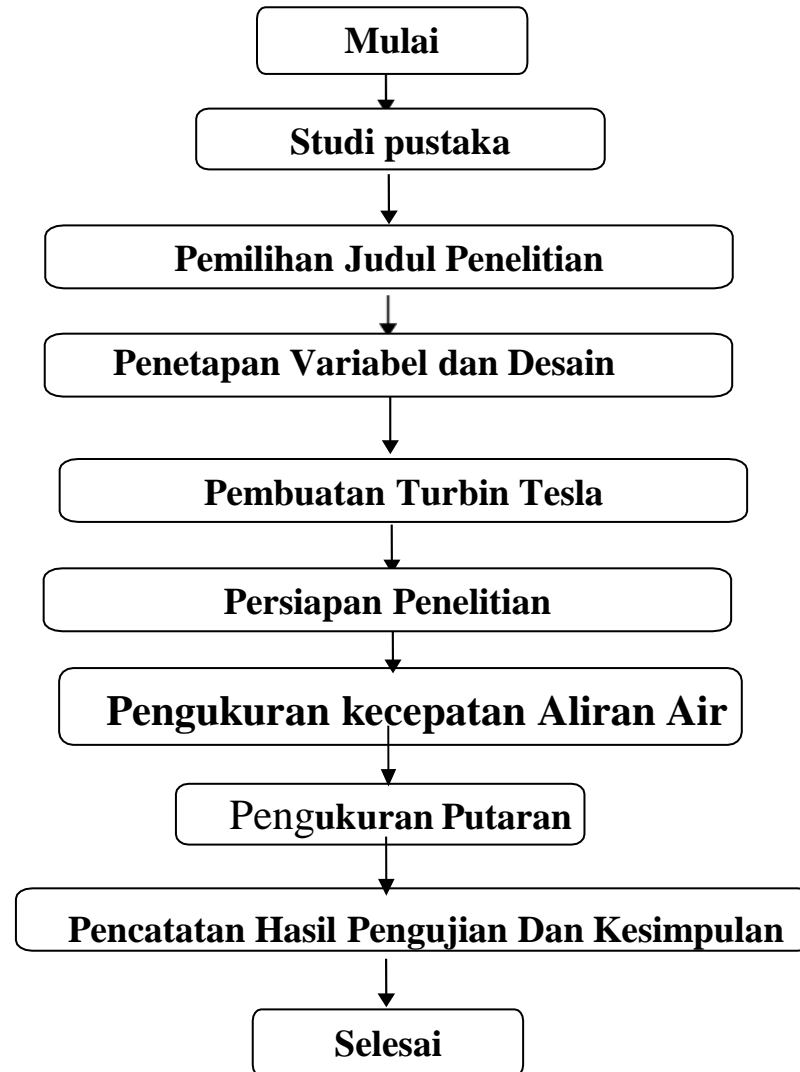 Mulai
Studi pustaka
Pemilihan Judul Penelitian
Penetapan Variabel dan Desain
Pembuatan Turbin Tesla
Persiapan Penelitian
Pengukuran kecepatan Aliran Air
Pengukuran Putaran
Pencatatan Hasil Pengujian Dan Kesimpulan
Selesai